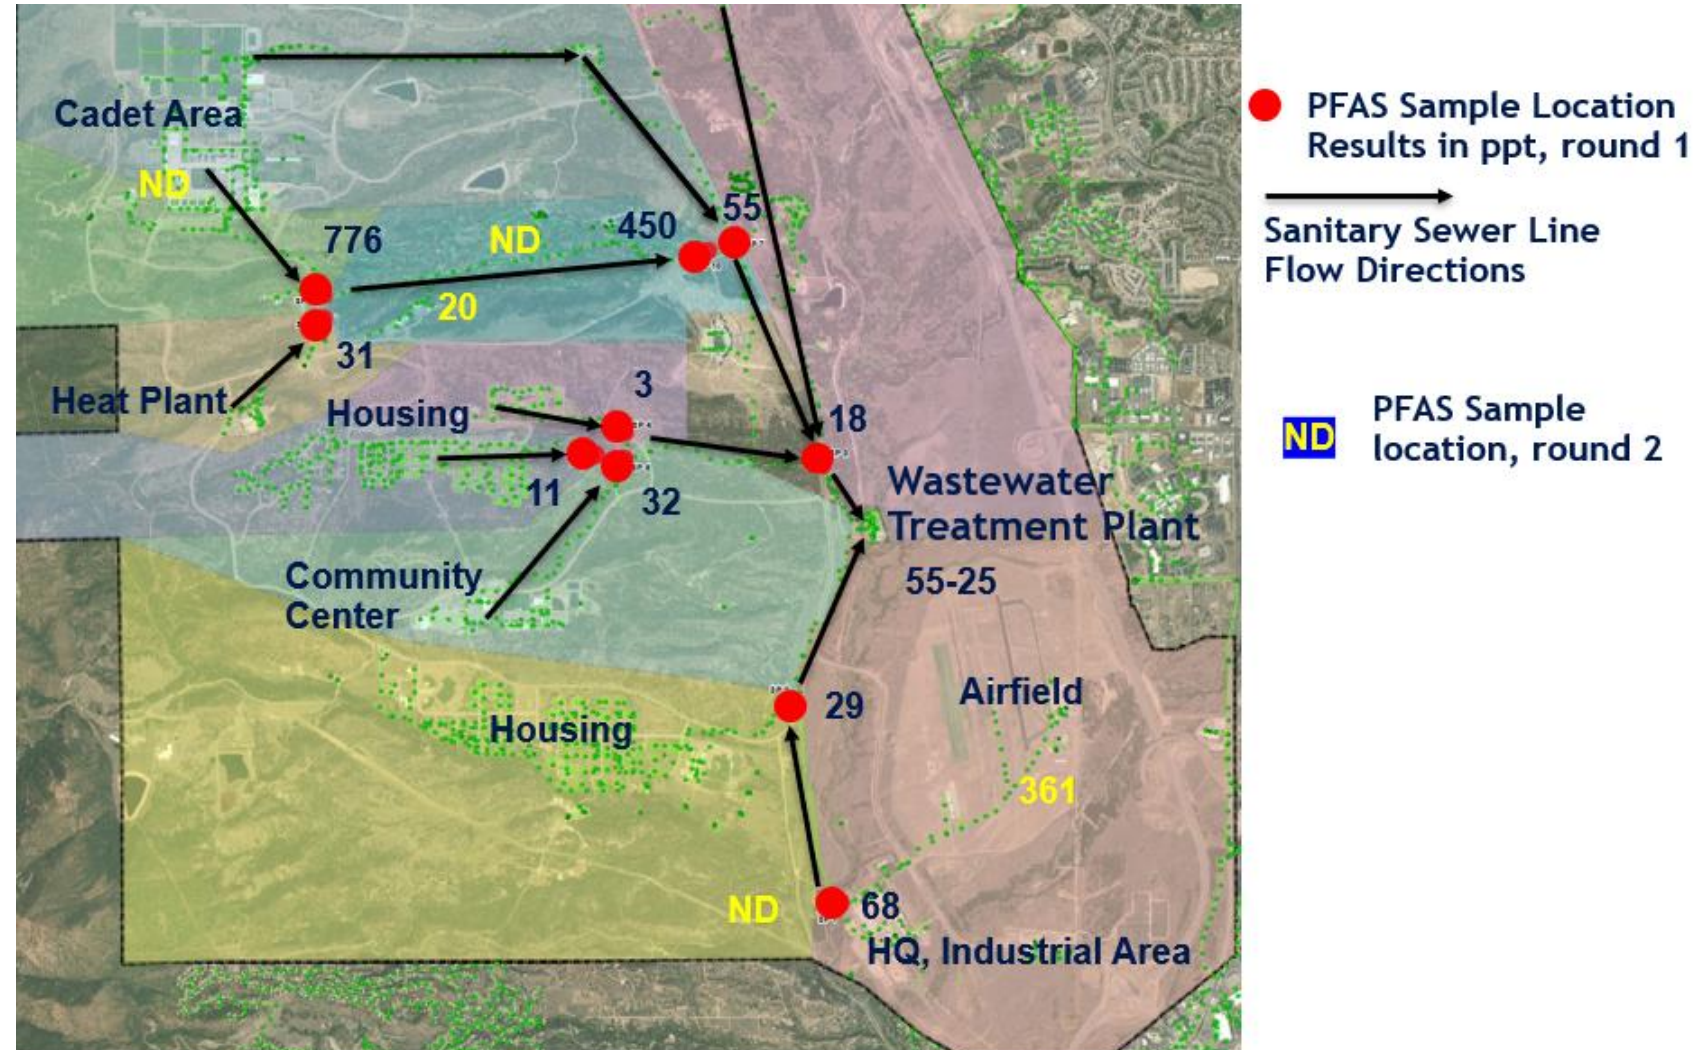 Cadet Area
ND
776
ND
450
55
20
31
Heat Plant
Housing
3
11
32
18
Wastewater
Treatment Plant
55-25
Community
Center
Housing
29
Airfield
361
ND
68
HQ, Industrial Area
PFAS Sample Location
Results in ppt, round 1
Sanitary Sewer Line
Flow Directions
ND
PFAS Sample
location, round 2